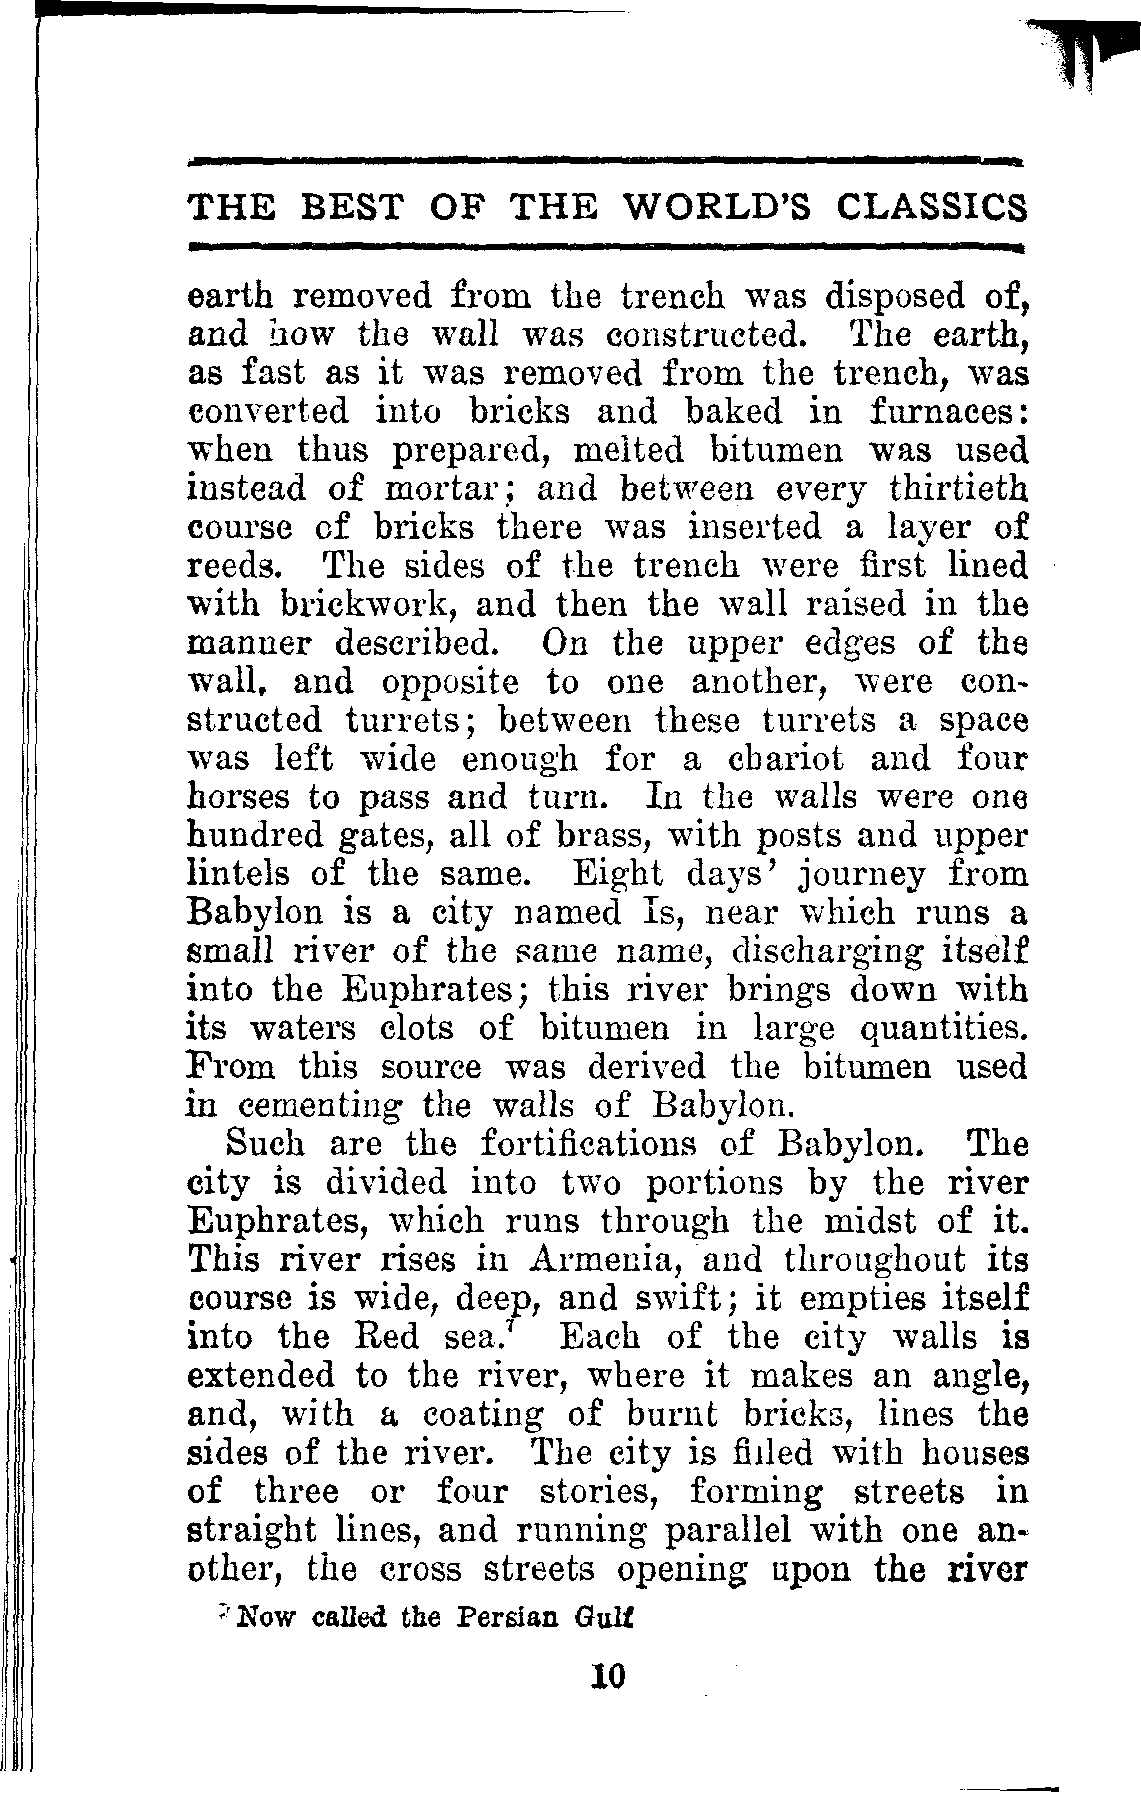 THE BEST OF THE WORLD'S CLASSICS
earth removed from the trench was disposed of,
and how the wall was constructed. The earth,
as fast as it was removed from the trench, was
converted into bricks and baked in furnaces:
when thus prepared, melted bitumen was used
instead of mortar; and between every thirtieth
course of bricks there was inserted a layer of
reeds. The sides of the trench were first lined
with brickwork, and then the wall raised in the
manner described. On the upper edges of the
wall, and opposite to one another, were con-
structed turrets; between these turrets a space
was left wide enough for a chariot and four
horses to pass and turn. In the walls were one
hundred gates, all of brass, with posts and upper
lintels of the same. Eight days' journey from
Babylon is a city named Is, near which runs a
small river of the same name, discharging itself
into the Euphrates; this river brings down with
its waters clots of bitumen in large quantities.
From this source was derived the bitumen used
in cementing the walls of Babylon.
Such are the fortifications of Babylon. The
city is divided into two portions by the river
Euphrates, which runs through the midst of it.
This river rises in Armenia, and throughout its
course is wide, deep, and swift; it empties itself
into the Red sea.⁷ Each of the city walls is
extended to the river, where it makes an angle,
and, with a coating of burnt bricks, lines the
sides of the river. The city is filled with houses
of three or four stories, forming streets in
straight lines, and running parallel with one an-
other, the cross streets opening upon the river
⁷ Now called the Persian Gulf
10